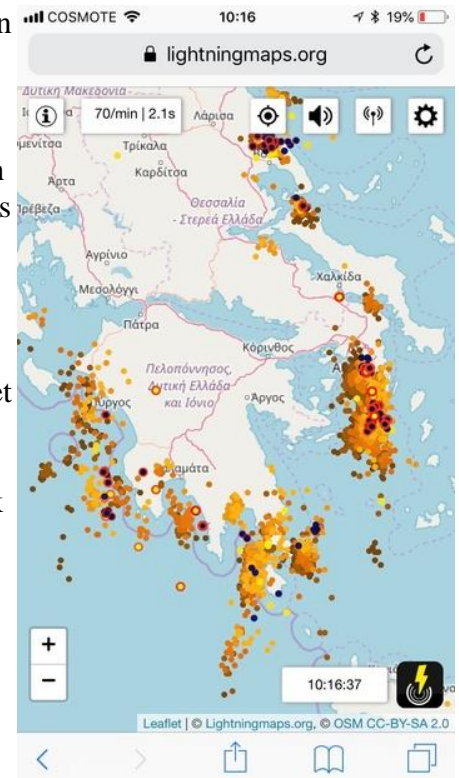 COSMOTE 10:16 19%
lightningmaps.org
Δυτική Μακεδονία
70/min | 2.1s
Λάρισα
Τρίκαλα
Καρδίτσα
Άρτα
Πρέβεζα
Θεσσαλία
- Στερεά Ελλάδα
Αγρίνιο
Μεσολόγγι
Χαλκίδα
Πάτρα
Κόρινθος
Πελοπόννησος,
Δυτική Ελλάδα
και Ιόνιο
Πύργος
Άργος
+
−
10:16:37
Leaflet | © Lightningmaps.org, © OSM CC-BY-SA 2.0